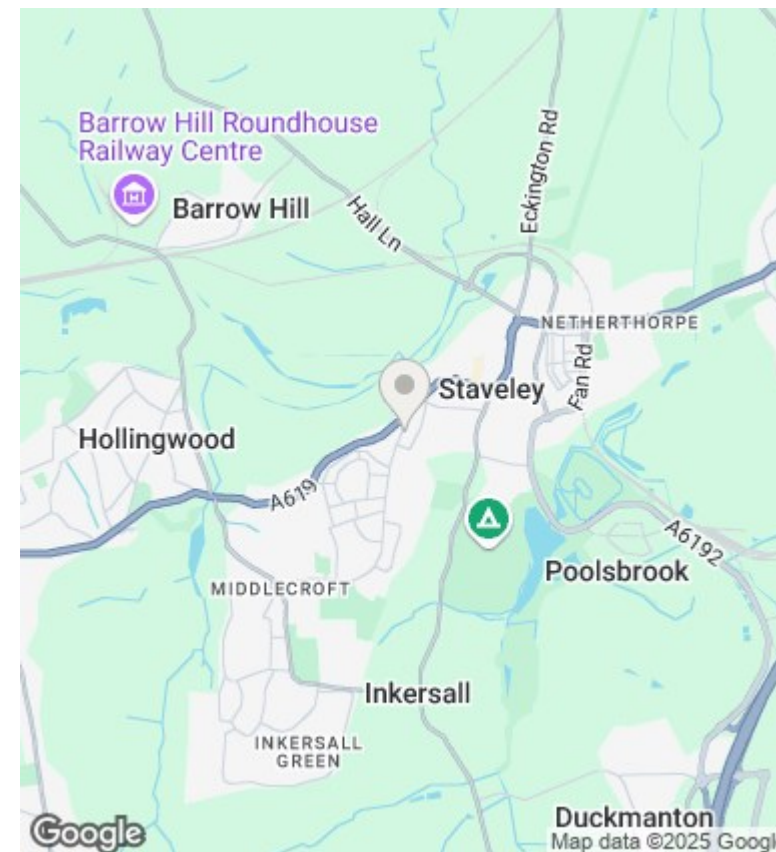 Barrow Hill Roundhouse
Railway Centre
Barrow Hill
Hall Ln
Eckington Rd
NETHERTHORPE
Fan Rd
Staveley
Hollingwood
A619
A6192
MIDDLECROFT
Poolsbrook
Inkersall
INKERSALL
GREEN
Duckmanton
Google
Map data ©2025 Googl